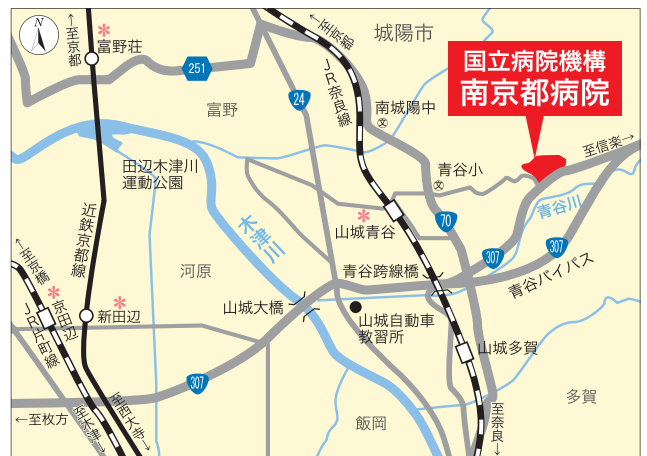 N
←至京都
富野荘
251
富野
←至京都
JR奈良線
24
城陽市
国立病院機構
南京都病院
南城陽中
文
青谷小
文
至信楽→
田辺木津川
運動公園
近鉄京都線
木津川
山城青谷
70
青谷川
307
307
青谷バイパス
←至京橋
JR片町線
京田辺
新田辺
河原
山城大橋
青谷跨線橋
山城自動車
教習所
山城多賀
307
←至枚方
至木津→
至西大寺→
飯岡
至奈良→
多賀